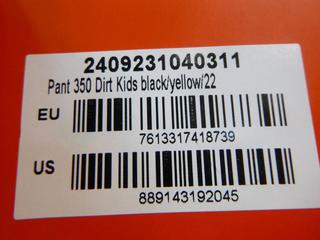 2409231040311
Pant 350 Dirt Kids black/yellow/22
EU
7613317418739
US
889143192045